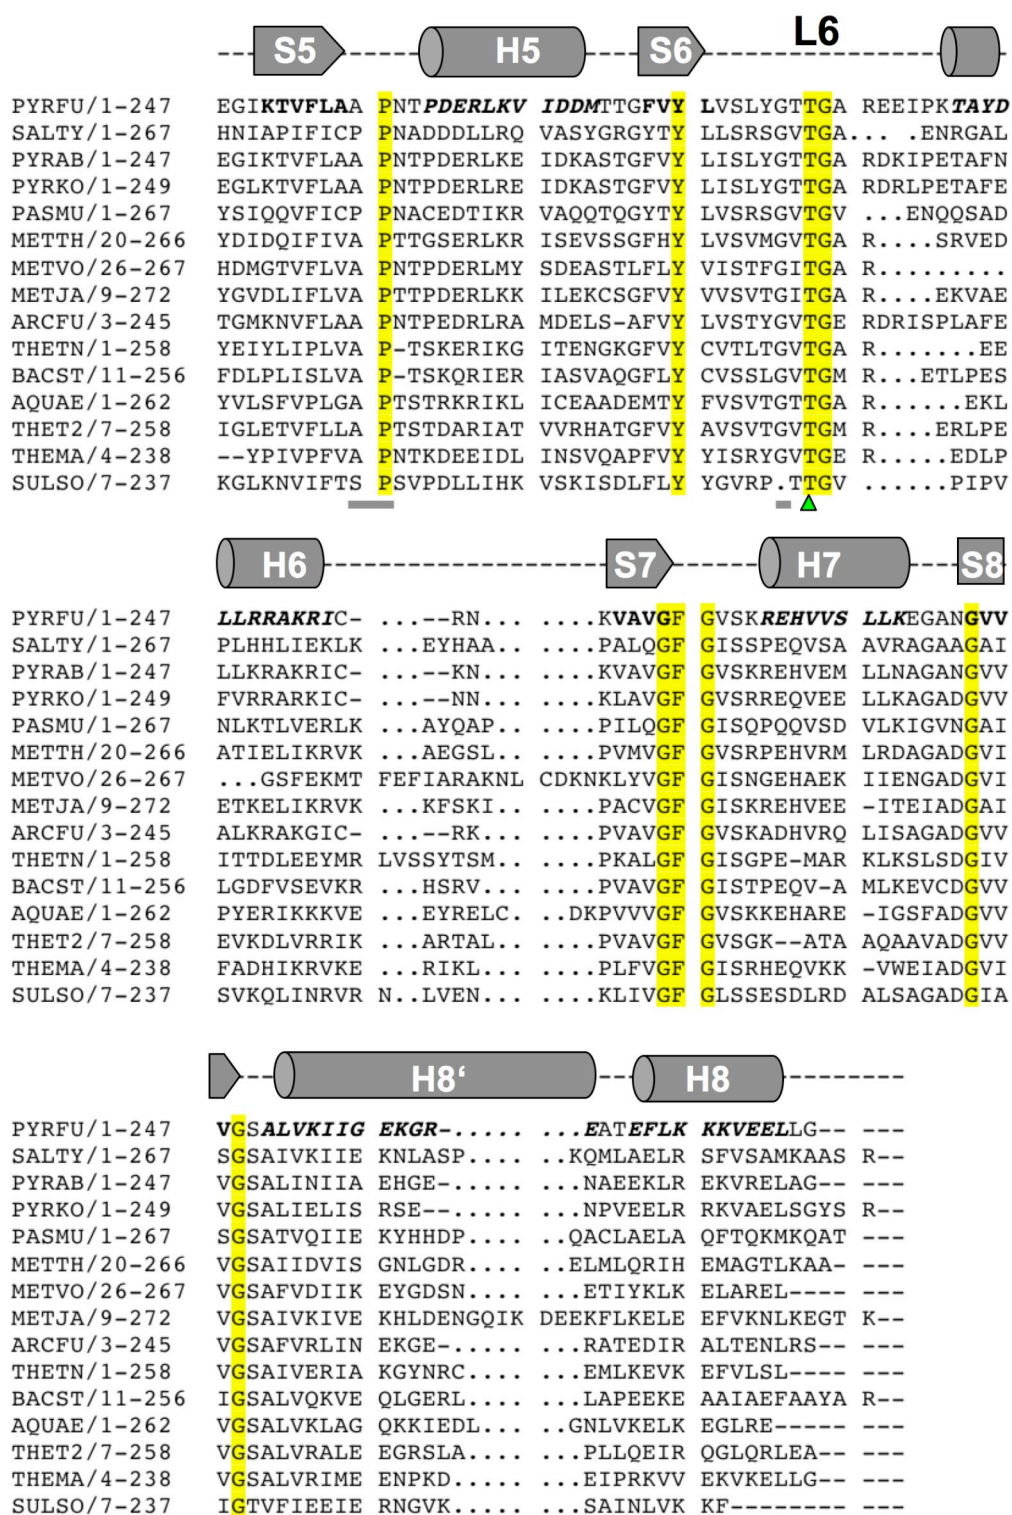 S5 H5 S6 L6
PYRFU/1-247 EGIKTVFLAA PNTPDERLKV IDDMTTGFVY LVSLYGTTGA REEIPKTAYD
SALTY/1-267 HNIAPIFICP PNADDDLLRQ VASYGRGYTY LLSRSGVTGA... .ENRGAL
PYRAB/1-247 EGIKTVFLAA PNTPDERLKE IDKASTGFVY LISLYGTTGA RDKIPETAFN
PYRKO/1-249 EGLKTVFLAA PNTPDERLRE IDKASTGFVY LISLYGTTGA RDRLPETAFE
PASMU/1-267 YSIQQVFICP PNACEDTIKR VAQQTQGYTY LVSRSGVTGV ...ENQQSAD
METTH/20-266 YDIDQIFIVA PTTGSERLKR ISEVSSGFHY LVSVMGVTGA R....SRVED
METVO/26-267 HDMGTVFLVA PNTPDERLMY SDEASTLFLY VISTFGITGA R.........
METJA/9-272 YGVDLIFLVA PTTPDERLKK ILEKCSGFVY VVSVTGITGA R....EKVAE
ARCFU/3-245 TGMKNVFLAA PNTPEDRLRA MDELS-AFVY LVSTYGVTGE RDRISPLAFE
THETN/1-258 YEIYLIPLVA P-TSKERIKG ITENGKGFVY CVTLTGVTGA R.......EE
BACST/11-256 FDLPLISLVA P-TSKQRIER IASVAQGFLY CVSSLGVTGM R...ETLPES
AQUAE/1-262 YVLSFVPLGA PTSTRKRIKL ICEAADEMTY FVSVTGTTGA R......EKL
THET2/7-258 IGLETVFLLA PTSTDARIAT VVRHATGFVY AVSVTGVTGM R....ERLPE
THEMA/4-238 --YPIVPFVA PNTKDEEIDL INSVQAPFVY YISRYGVTGE R.....EDLP
SULSO/7-237 KGLKNVIFTS PSVPDLLIHK VSKISDLFLY YGVRP.TTGV ......PIPV
H6 S7 H7 S8
PYRFU/1-247 LLRRAKRIC- ...--RN... ......KVAVGF GVSKREHVVS LLKEGANGVV
SALTY/1-267 PLHHLIEKLK ...EYHAA.. ......PALQGF GISSPEQVSA AVRAGAAGAI
PYRAB/1-247 LLKRAKRIC- ...--KN... ......KVAVGF GVSKREHVEM LLNAGANGVV
PYRKO/1-249 FVRRARKIC- ...--NN... ......KLAVGF GVSRREQVEE LLKAGADGVV
PASMU/1-267 NLKTLVERLK ...AYQAP.. ......PILQGF GISQPQQVSD VLKIGVNGAI
METTH/20-266 ATIELIKRVK ...AEGSL.. ......PVMVGF GVSRPEHVRM LRDAGADGVI
METVO/26-267 ...GSFEKMT FEFIARAKNL CDKNKLYVGF GISNGEHAEK IIENGADGVI
METJA/9-272 ETKELIKRVK ...KFSKI.. ......PACVGF GISKREHVEE -ITEIADGAI
ARCFU/3-245 ALKRAKGIC- ...--RK... ......PVAVGF GVSKADHVRQ LISAGADGVV
THETN/1-258 ITTDLEEYMR LVSSYTSM.. ......PKALGF GISGPE-MAR KLKSLSDGIV
BACST/11-256 LGDFVSEVKR ...HSRV... ......PVAVGF GISTPEQV-A MLKEVCDGVV
AQUAE/1-262 PYERIKKKVE ...EYRELC. ....DKPVVVGF GVSKKEHARE -IGSFADGVV
THET2/7-258 EVKDLVRRIK ...ARTAL.. ......PVAVGF GVSGK--ATA AQAAVADGVV
THEMA/4-238 FADHIKRVKE ...RIKL... ......PLFVGF GISRHEQVKK -VWEIADGVI
SULSO/7-237 SVKQLINRVR N..LVEN... ......KLIVGF GLSSESDLRD ALSAGADGIA
H8‘ H8
PYRFU/1-247 VGSALVKIIG EKGR-..... ...EATEFLK KKVEELLG-- ---
SALTY/1-267 SGSAIVKIIE KNLASP.... ..KQMLAELR SFVSAMKAAS R--
PYRAB/1-247 VGSALINIIA EHGE-..... ...NAEEKLR EKVRELAG-- ---
PYRKO/1-249 VGSALIELIS RSE--..... ...NPVEELR RKVAELSGYS R--
PASMU/1-267 SGSATVQIIE KYHHDP.... ..QACLAELA QFTQKMKQAT ---
METTH/20-266 VGSAIIDVIS GNLGDR.... ..ELMLQRIH EMAGTLKAA- ---
METVO/26-267 VGSAFVDIIK EYGDSN.... ...ETIYKLK ELAREL---- ---
METJA/9-272 VGSAIVKIVE KHLDENGQIK DEEKFLKELE EFVKNLKEGT K--
ARCFU/3-245 VGSAFVRLIN EKGE-..... ...RATEDIR ALTENLRS-- ---
THETN/1-258 VGSAIVERIA KGYNRC.... ...EMLKEVK EFVLSL---- ---
BACST/11-256 IGSALVQKVE QLGERL.... ...LAPEEKE AAIAEFAAYA R--
AQUAE/1-262 VGSALVKLAG QKKIEDL... ..GNLVKELK EGLRE----- ---
THET2/7-258 VGSALVRALE EGRSLA.... ...PLLQEIR QGLQRLEA-- ---
THEMA/4-238 VGSALVRIME ENPKD..... ...EIPRKVV EKVKELLG-- ---
SULSO/7-237 IGTVFIEEIE RNGVK..... ...SAINLVK KF-------- ---